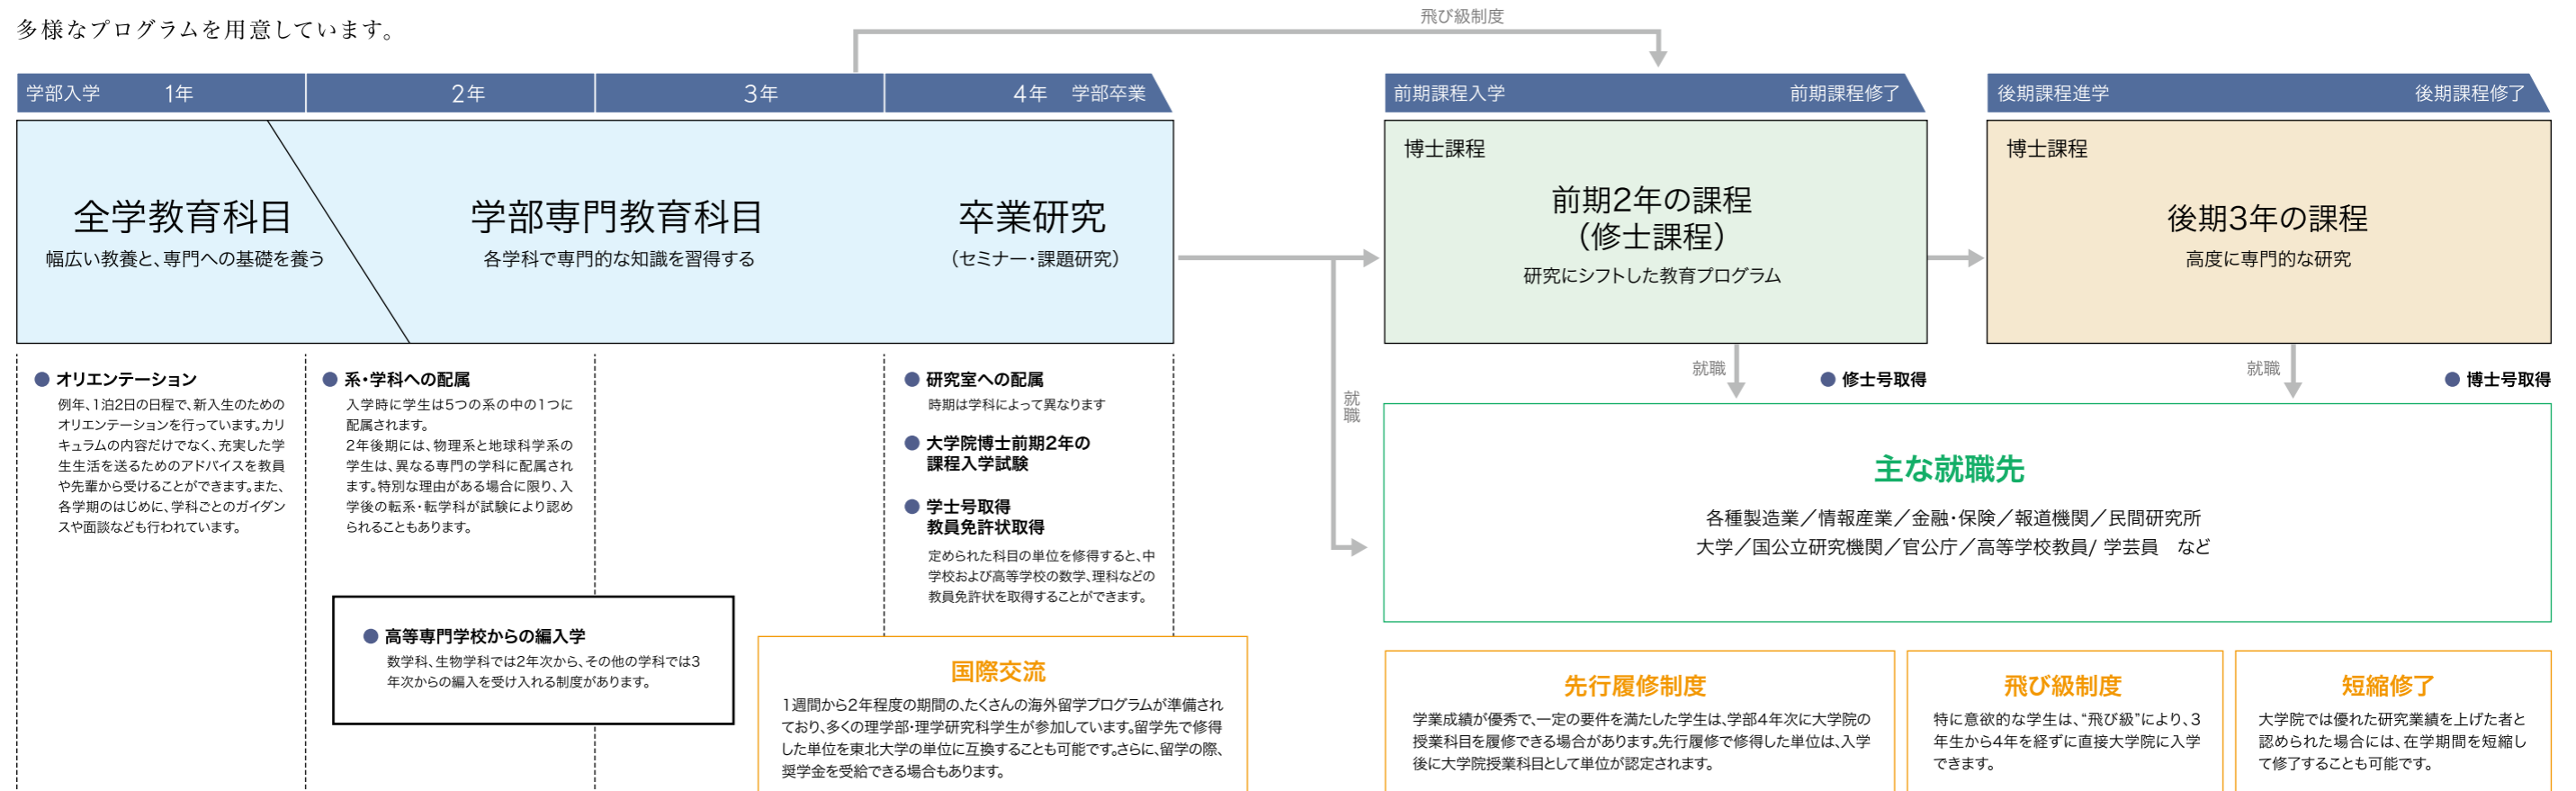 多様なプログラムを用意しています。
飛び級制度
学部入学 1年 2年 3年 4年 学部卒業
前期課程入学 前期課程修了
後期課程進学 後期課程修了
全学教育科目
幅広い教養と、専門への基礎を養う
学部専門教育科目
各学科で専門的な知識を習得する
卒業研究
（セミナー・課題研究）
博士課程
前期2年の課程
（修士課程）
研究にシフトした教育プログラム
博士課程
後期3年の課程
高度に専門的な研究
オリエンテーション
例年、1泊2日の日程で、新入生のための
オリエンテーションを行っています。カリ
キュラムの内容だけでなく、充実した学
生生活を送るためのアドバイスを教員
や先輩から受けることができます。また、
各学期のはじめに、学科ごとのガイダン
スや面談なども行われています。
系・学科への配属
入学時に学生は5つの系の中の1つに
配属されます。
2年後期には、物理系と地球科学系の
学生は、異なる専門の学科に配属され
ます。特別な理由がある場合に限り、入
学後の転系・転学科が試験により認め
られることもあります。
高等専門学校からの編入学
数学科、生物学科では2年次から、その他の学科では3
年次からの編入を受け入れる制度があります。
研究室への配属
時期は学科によって異なります
大学院博士前期2年の
課程入学試験
学士号取得
教員免許状取得
定められた科目の単位を修得すると、中
学校および高等学校の数学、理科などの
教員免許状を取得することができます。
国際交流
1週間から2年程度の期間の、たくさんの海外留学プログラムが準備され
ており、多くの理学部・理学研究科学生が参加しています。留学先で修得
した単位を東北大学の単位に互換することも可能です。さらに、留学の際、
奨学金を受給できる場合もあります。
就職
就職
修士号取得
就職
博士号取得
主な就職先
各種製造業／情報産業／金融・保険／報道機関／民間研究所
大学／国公立研究機関／官公庁／高等学校教員/ 学芸員　など
先行履修制度
学業成績が優秀で、一定の要件を満たした学生は、学部4年次に大学院の
授業科目を履修できる場合があります。先行履修で修得した単位は、入学
後に大学院授業科目として単位が認定されます。
飛び級制度
特に意欲的な学生は、“飛び級”により、3
年生から4年を経ずに直接大学院に入学
できます。
短縮修了
大学院では優れた研究業績を上げた者と
認められた場合には、在学期間を短縮し
て修了することも可能です。